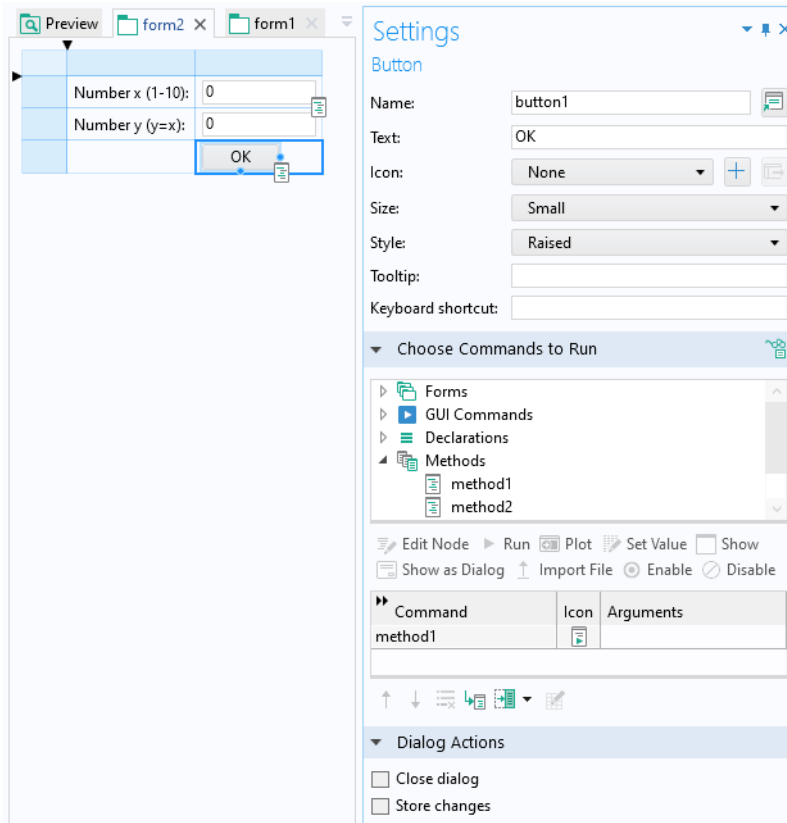 Preview form2 form1
Number x (1-10): 0
Number y (y=x): 0
OK
Settings
Button
Name: button1
Text: OK
Icon: None
Size: Small
Style: Raised
Tooltip:
Keyboard shortcut:
Choose Commands to Run
Forms
GUI Commands
Declarations
Methods
method1
method2
Edit Node Run Plot Set Value Show
Show as Dialog Import File Enable Disable
Command Icon Arguments
method1
Dialog Actions
Close dialog
Store changes